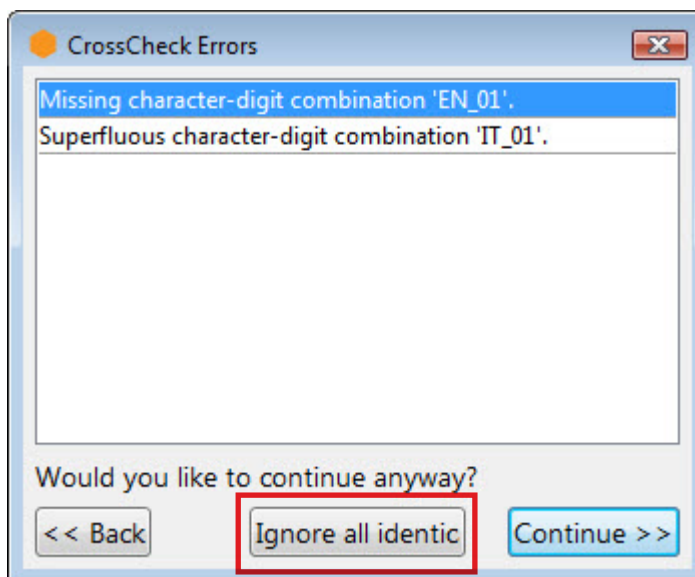 CrossCheck Errors
Missing character-digit combination 'EN_01'.
Superfluous character-digit combination 'IT_01'.
Would you like to continue anyway?
<< Back Ignore all identic Continue >>